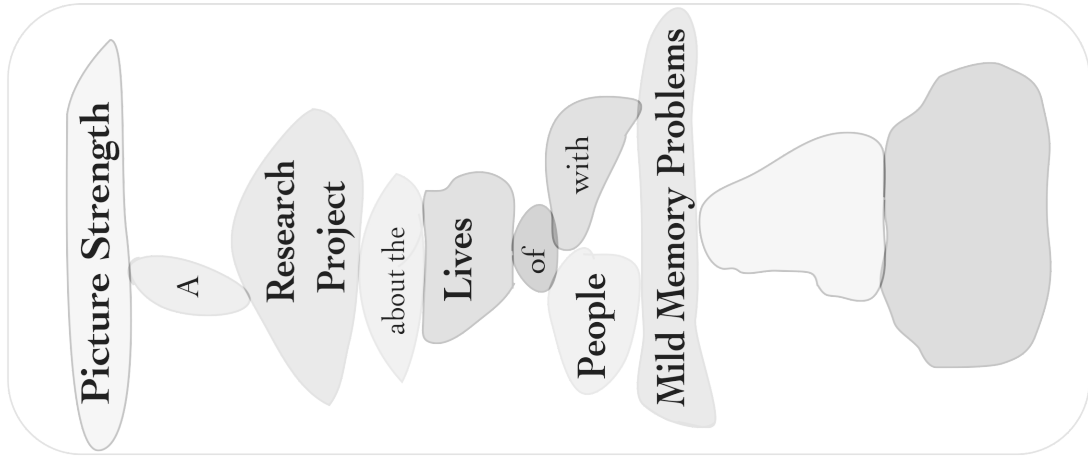 Picture Strength
A
Research
Project
about the
Lives
of
People
with
Mild Memory Problems